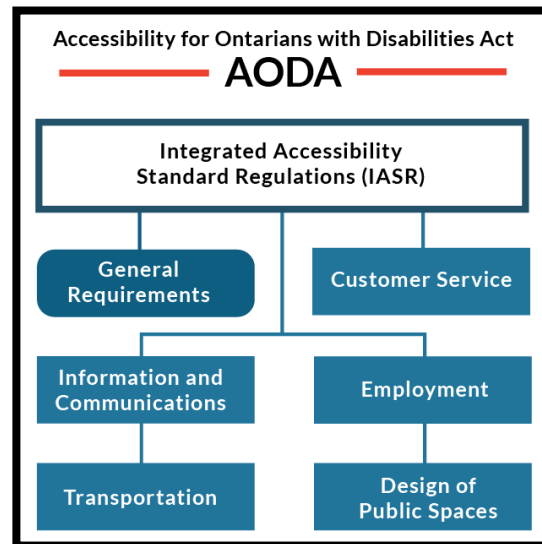 Accessibility for Ontarians with Disabilities Act
AODA
Integrated Accessibility
Standard Regulations (IASR)
General
Requirements
Customer Service
Information and
Communications
Employment
Transportation
Design of
Public Spaces